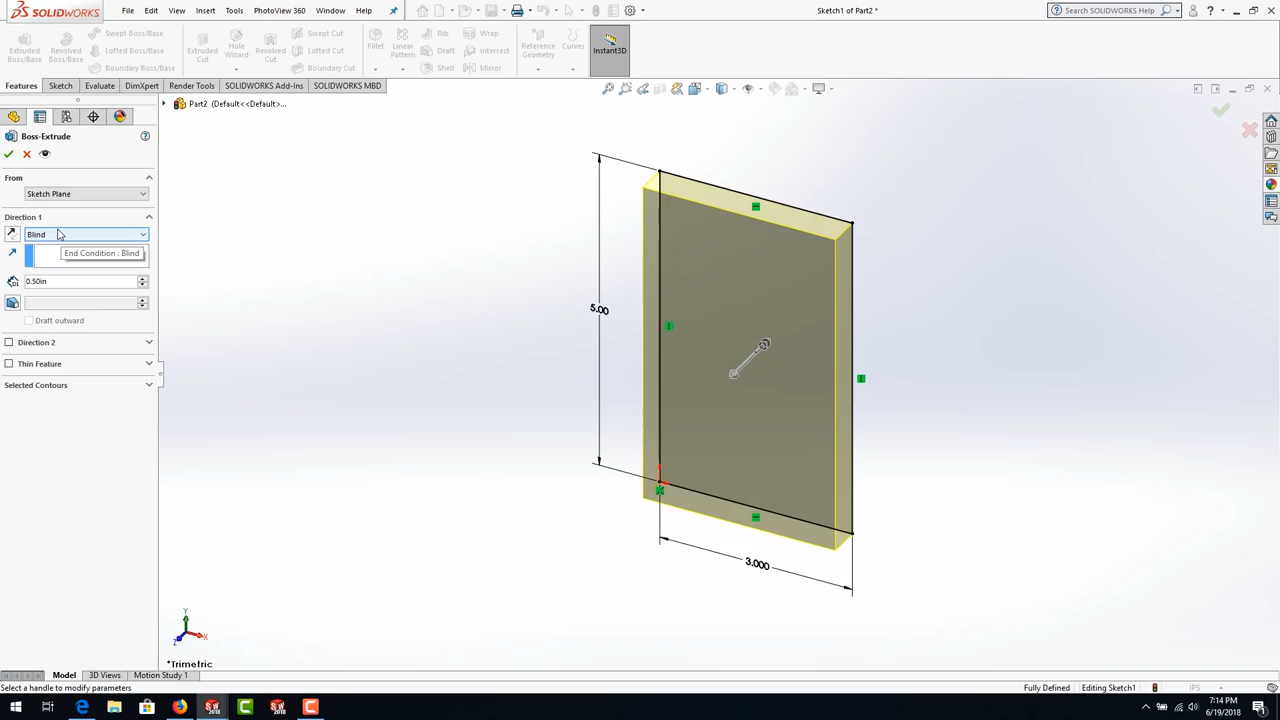 SOLIDWORKS
File Edit View Insert Tools PhotoView 360 Window Help
Sketch1 of Part2 *
Search SOLIDWORKS Help
Extruded Boss/Base
Revolved Boss/Base
Swept Boss/Base
Lofted Boss/Base
Boundary Boss/Base
Extruded Cut
Hole Wizard
Revolved Cut
Swept Cut
Lofted Cut
Boundary Cut
Fillet
Linear Pattern
Rib
Draft
Shell
Wrap
Intersect
Mirror
Reference Geometry
Curves
Instant3D
Features Sketch Evaluate DimXpert Render Tools SOLIDWORKS Add-Ins SOLIDWORKS MBD
Part2 (Default<<Default>...
Boss-Extrude
From
Sketch Plane
Direction 1
Blind
End Condition : Blind
0.50in
Draft outward
Direction 2
Thin Feature
Selected Contours
5.00
3.000
Y
X
Z
*Trimetric
Model 3D Views Motion Study 1
Select a handle to modify parameters
Fully Defined Editing Sketch1 IPS
7:14 PM
6/19/2018